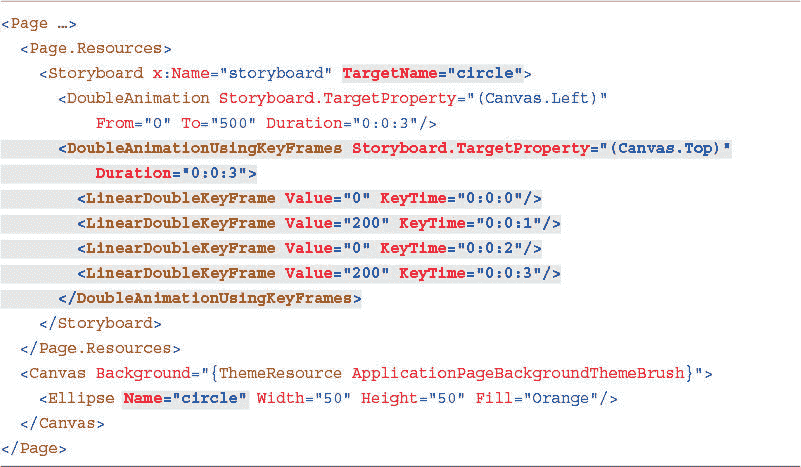 <Page …>
  <Page.Resources>
    <Storyboard x:Name="storyboard" TargetName="circle">
      <DoubleAnimation Storyboard.TargetProperty="(Canvas.Left)"
          From="0" To="500" Duration="0:0:3"/>
      <DoubleAnimationUsingKeyFrames Storyboard.TargetProperty="(Canvas.Top)"
          Duration="0:0:3">
        <LinearDoubleKeyFrame Value="0" KeyTime="0:0:0"/>
        <LinearDoubleKeyFrame Value="200" KeyTime="0:0:1"/>
        <LinearDoubleKeyFrame Value="0" KeyTime="0:0:2"/>
        <LinearDoubleKeyFrame Value="200" KeyTime="0:0:3"/>
      </DoubleAnimationUsingKeyFrames>
    </Storyboard>
  </Page.Resources>
  <Canvas Background="{ThemeResource ApplicationPageBackgroundThemeBrush}">
    <Ellipse Name="circle" Width="50" Height="50" Fill="Orange"/>
  </Canvas>
</Page>